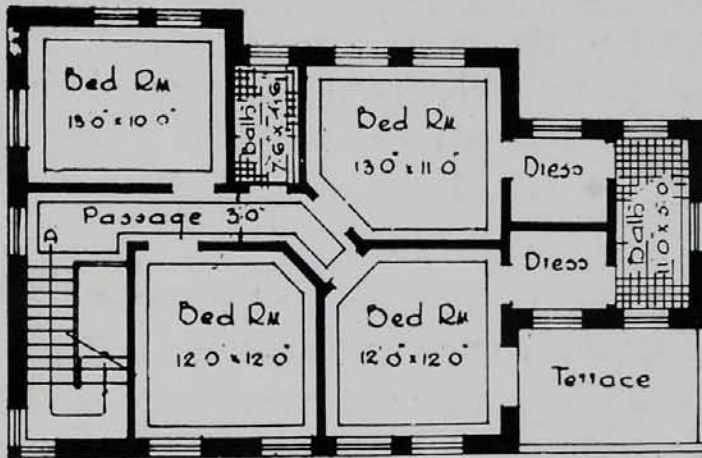 Bed Rm
13'0" x 10'0"
Bath
7'6" x 4'6"
Bed Rm
13'0" x 11'0"
Dress
Bath
11'0" x 5'0"
Passage 3'0"
Dress
Bed Rm
12'0" x 12'0"
Bed Rm
12'0" x 12'0"
Terrace